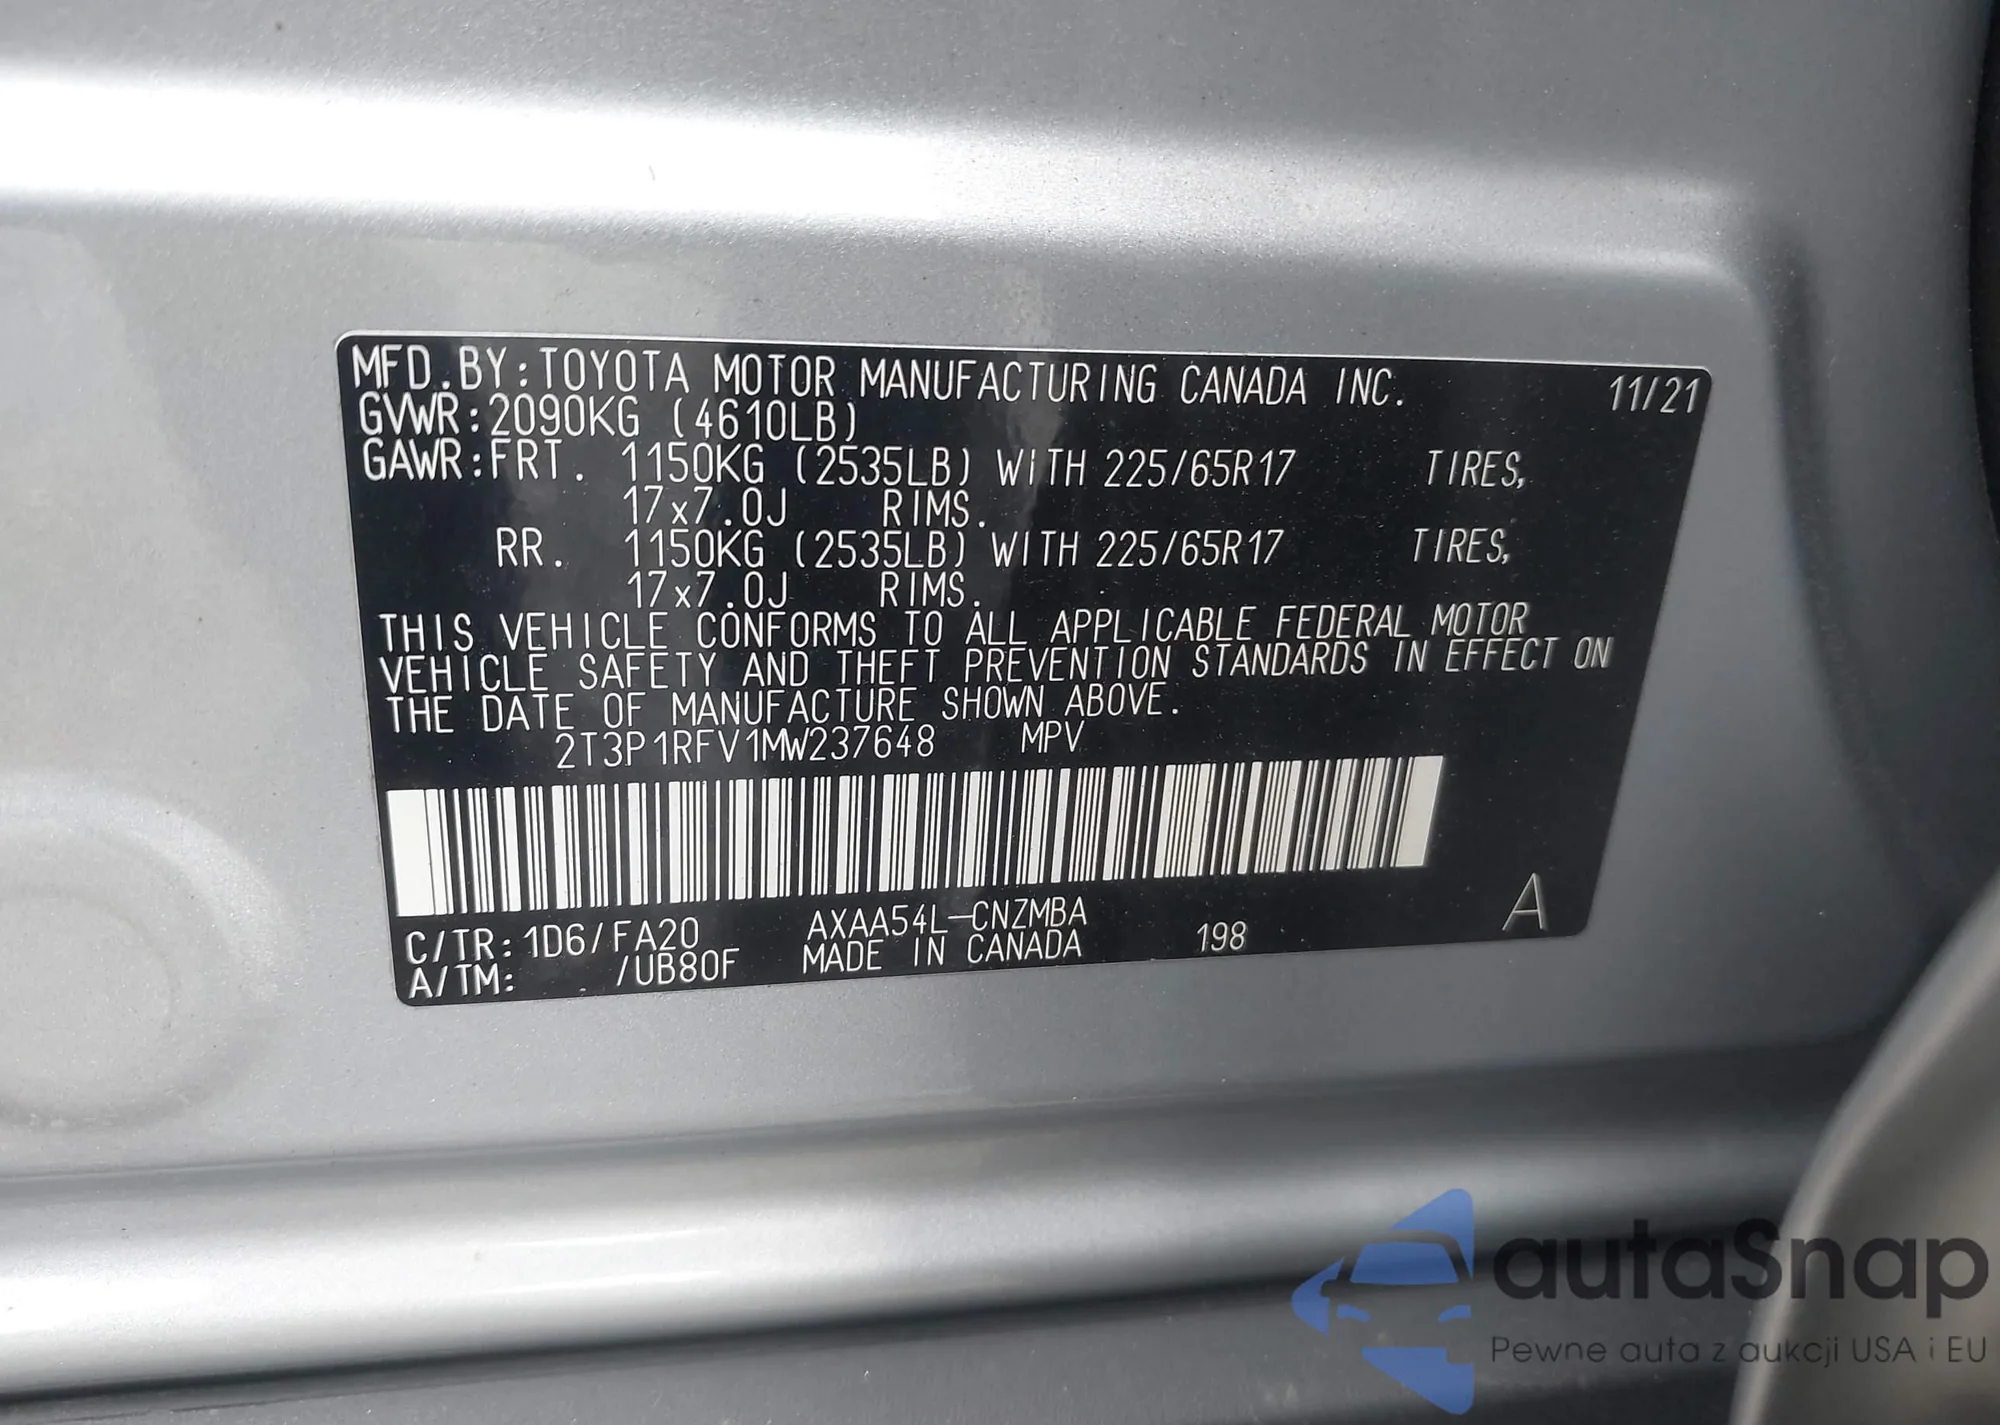 MFD.BY:TOYOTA MOTOR MANUFACTURING CANADA INC. 11/21
GVWR:2090KG (4610LB)
GAWR:FRT. 1150KG (2535LB) WITH 225/65R17 TIRES,
17x7.0J RIMS.
RR. 1150KG (2535LB) WITH 225/65R17 TIRES,
17x7.0J RIMS.
THIS VEHICLE CONFORMS TO ALL APPLICABLE FEDERAL MOTOR
VEHICLE SAFETY AND THEFT PREVENTION STANDARDS IN EFFECT ON
THE DATE OF MANUFACTURE SHOWN ABOVE.
2T3P1RFV1MW237648 MPV
C/TR:1D6/FA20 AXAA54L-CNZMBA
A/TM: /UB80F MADE IN CANADA 198 A
autaSnap
Pewne auta z aukcji USA i EU